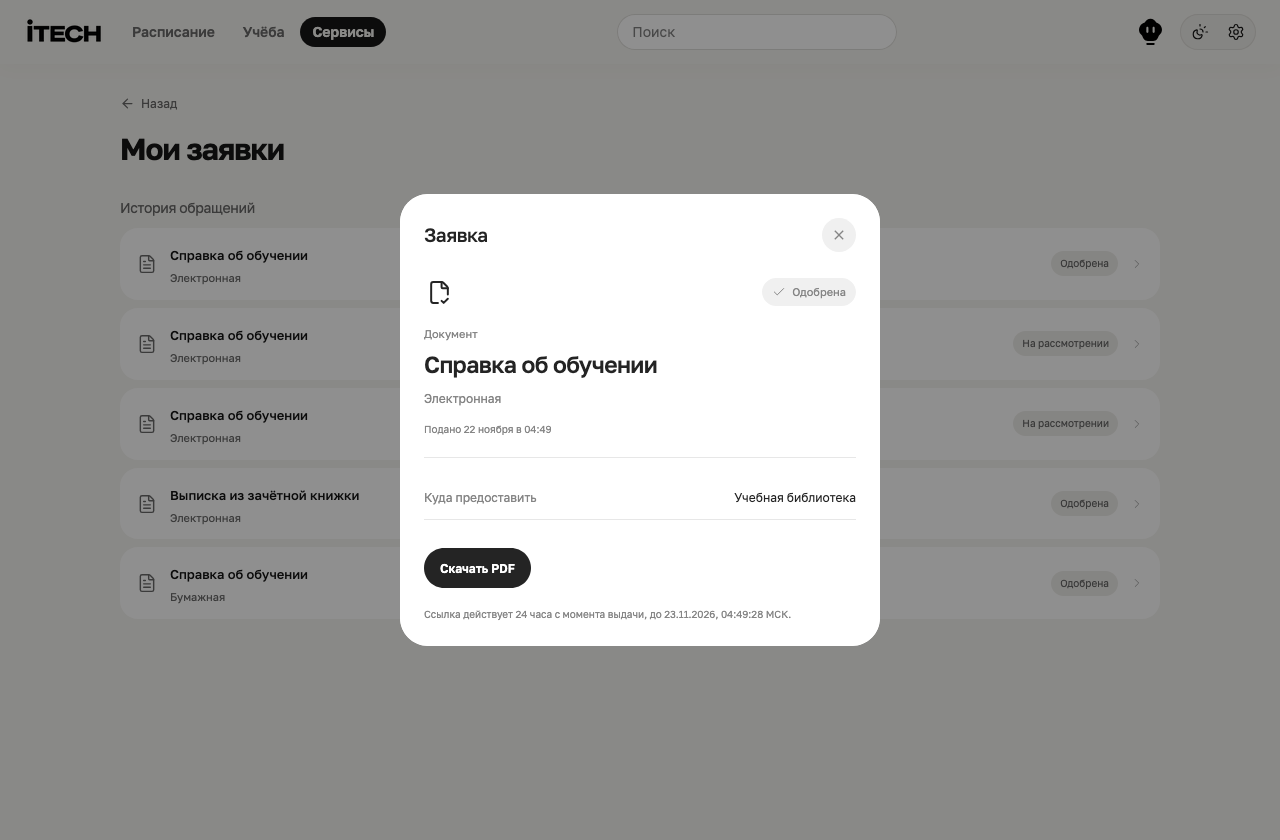 iTECH
Расписание
Учёба
Сервисы
Поиск
Назад
Мои заявки
История обращений
Справка об обучении
Электронная
Одобрена
Справка об обучении
Электронная
На рассмотрении
Справка об обучении
Электронная
На рассмотрении
Выписка из зачётной книжки
Электронная
Одобрена
Справка об обучении
Бумажная
Одобрена
Заявка
Одобрена
Документ
Справка об обучении
Электронная
Подано 22 ноября в 04:49
Куда предоставить
Учебная библиотека
Скачать PDF
Ссылка действует 24 часа с момента выдачи, до 23.11.2026, 04:49:28 МСК.